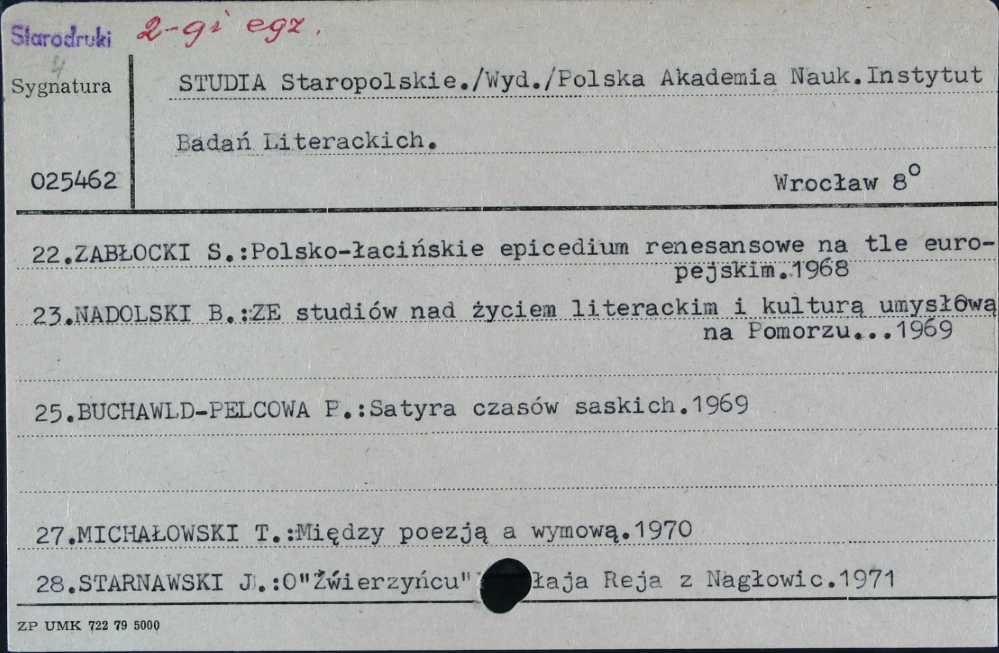 Starodruki 2-gi egz.
4
Sygnatura
STUDIA Staropolskie./Wyd./Polska Akademia Nauk.Instytut
Badań Literackich.
025462
Wrocław 8°
22.ZABŁOCKI S.:Polsko-łacińskie epicedium renesansowe na tle euro-
pejskim.1968
23.NADOLSKI B.:ZE studiów nad życiem literackim i kulturą umysłową
na Pomorzu...1969
25.BUCHAWLD-PELCOWA P.:Satyra czasów saskich.1969
27.MICHAŁOWSKI T.:Między poezją a wymową.1970
28.STARNAWSKI J.:O"Źwierzyńcu" łaja Reja z Nagłowic.1971
ZP UMK 722 79 5000